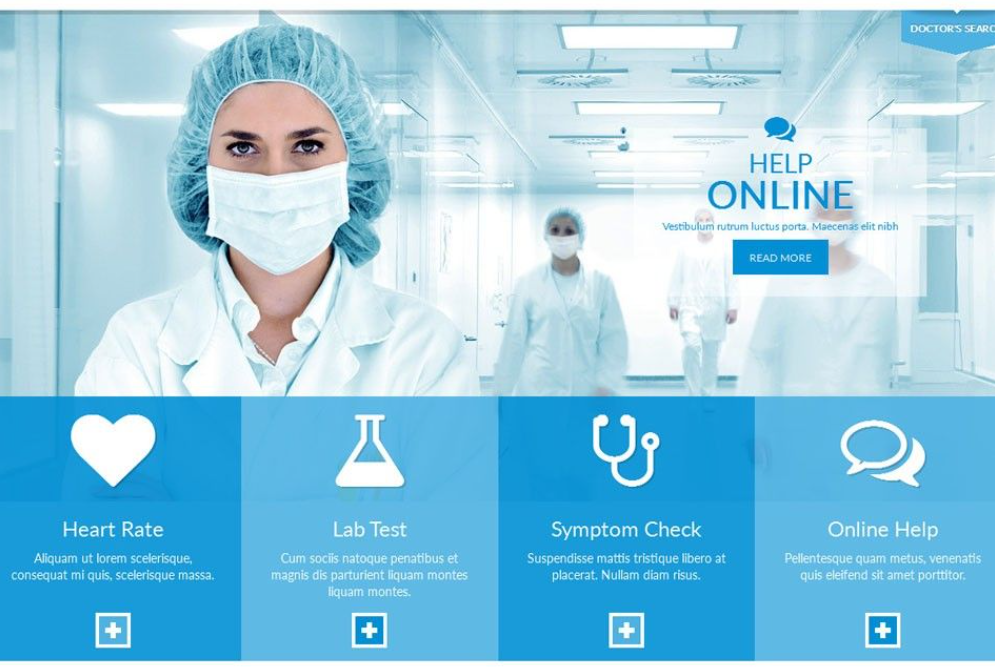 DOCTOR'S SEARC
HELP
ONLINE
Vestibulum rutrum luctus porta. Maecenas elit nibh
READ MORE
Heart Rate
Aliquam ut lorem scelerisque,
consequat mi quis, scelerisque massa.
Lab Test
Cum sociis natoque penatibus et
magnis dis parturient liquam montes
liquam montes.
Symptom Check
Suspendisse mattis tristique libero at
placerat. Nullam diam risus.
Online Help
Pellentesque quam metus, venenatis
quis eleifend sit amet porttitor.